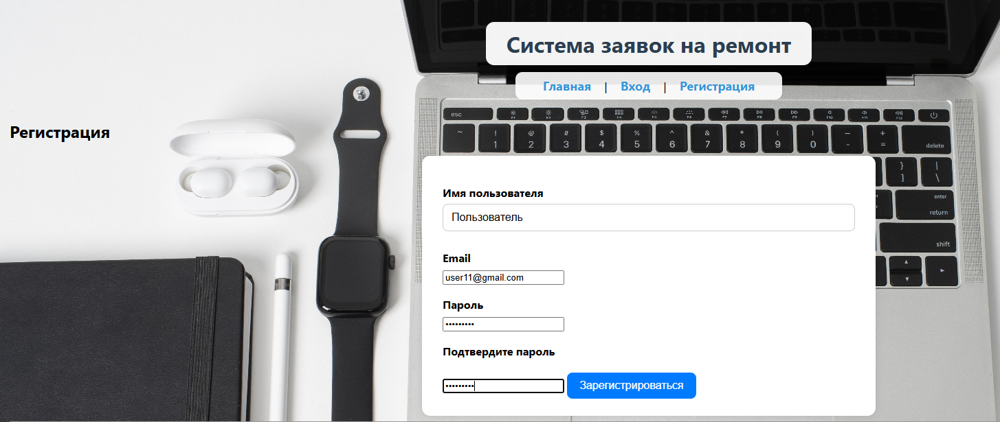 Система заявок на ремонт
Главная | Вход | Регистрация
Регистрация
esc F1 F2 F3 F4 F5 F6 F7 F8 F9 F10 F11 F12
~ ! 1 @ 2 # 3 $ 4 % 5 ^ 6 & 7 * 8 ( 9 ) 0 — - + = delete
} ] | \
enter
return
shift
Имя пользователя
Пользователь
Email
user11@gmail.com
Пароль
•••••••••
Подтвердите пароль
•••••••••
Зарегистрироваться